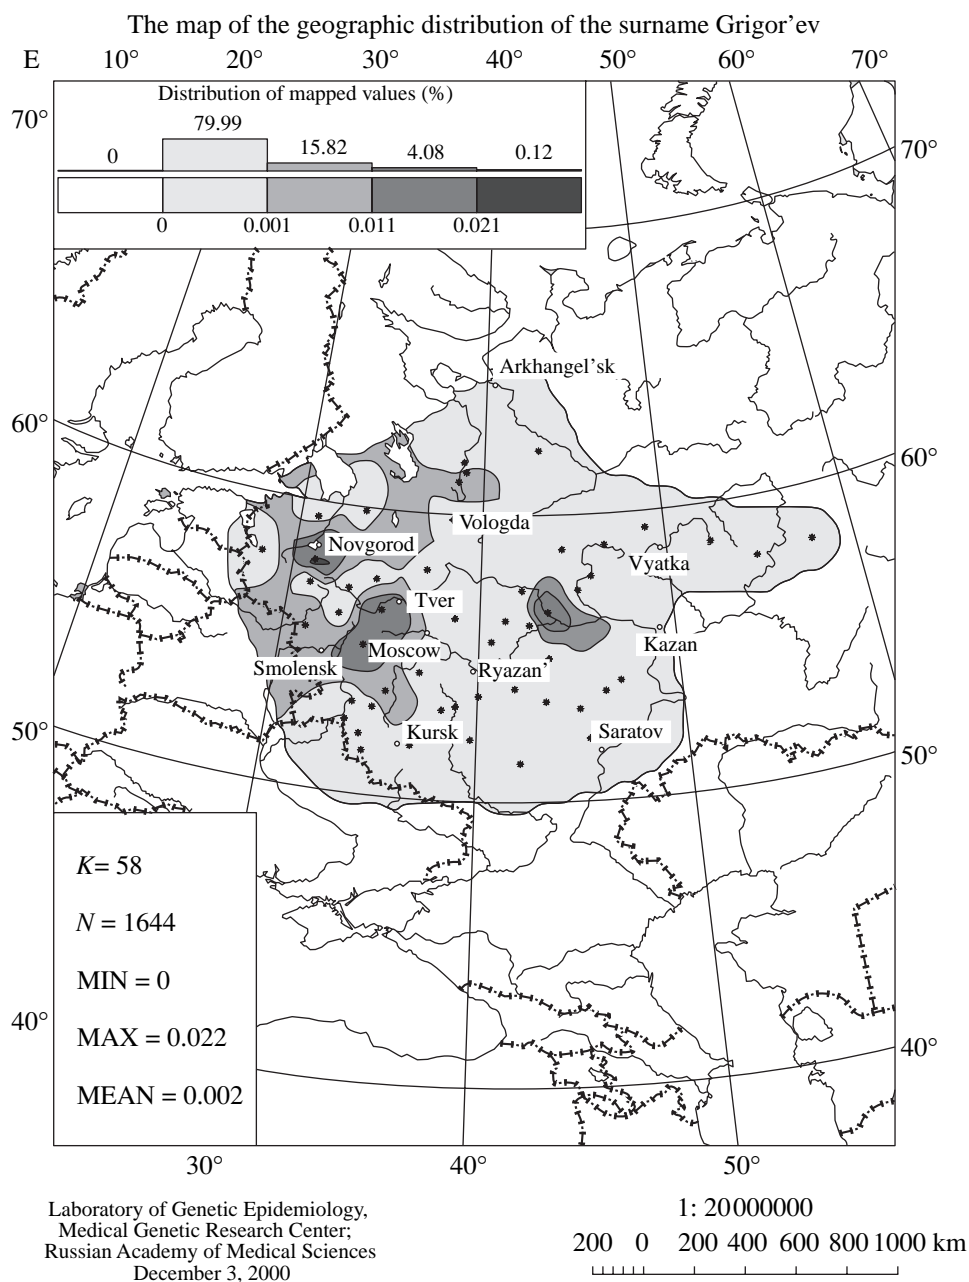 The map of the geographic distribution of the surname Grigor'ev
E 10° 20° 30° 40° 50° 60° 70°
Distribution of mapped values (%)
0 79.99 15.82 4.08 0.12
0 0.001 0.011 0.021
70° 70°
Arkhangel'sk
60° 60°
Vologda
Novgorod
Vyatka
Tver
Kazan
Moscow
Smolensk
Ryazan'
Kursk
Saratov
50° 50°
K= 58
N = 1644
MIN = 0
MAX = 0.022
MEAN = 0.002
40° 40°
30° 40° 50°
Laboratory of Genetic Epidemiology,
Medical Genetic Research Center;
Russian Academy of Medical Sciences
December 3, 2000
1: 20000000
200 0 200 400 600 800 1000 km